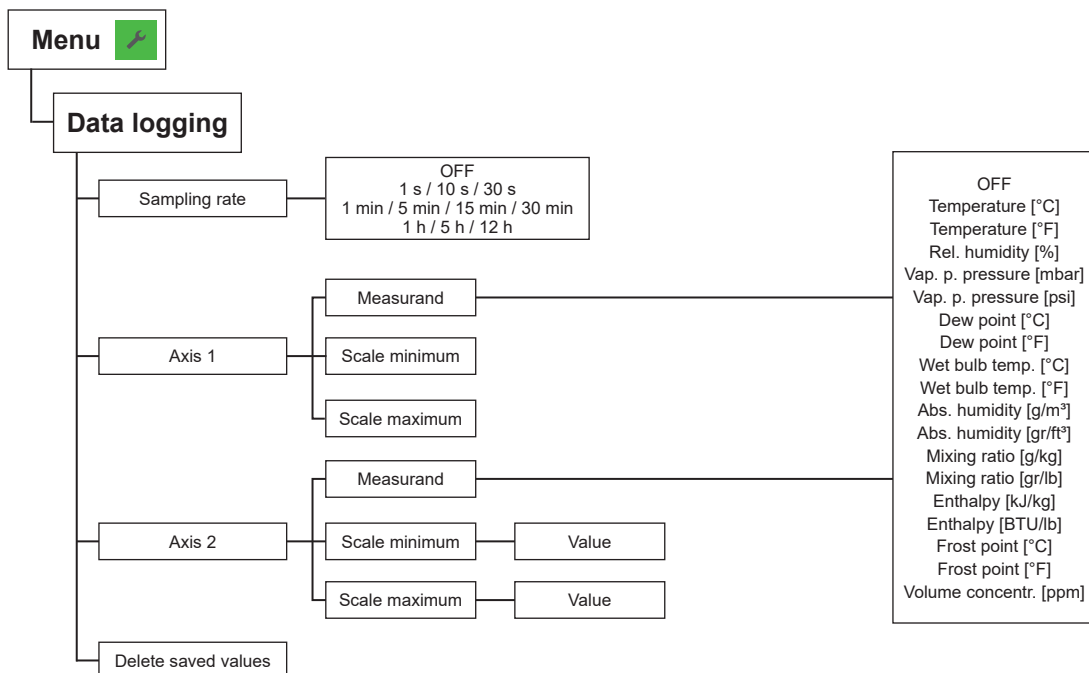 Menu
Data logging
Sampling rate
OFF
1 s / 10 s / 30 s
1 min / 5 min / 15 min / 30 min
1 h / 5 h / 12 h
Axis 1
Measurand
Scale minimum
Scale maximum
Axis 2
Measurand
Scale minimum
Value
Scale maximum
Value
Delete saved values
OFF
Temperature [°C]
Temperature [°F]
Rel. humidity [%]
Vap. p. pressure [mbar]
Vap. p. pressure [psi]
Dew point [°C]
Dew point [°F]
Wet bulb temp. [°C]
Wet bulb temp. [°F]
Abs. humidity [g/m³]
Abs. humidity [gr/ft³]
Mixing ratio [g/kg]
Mixing ratio [gr/lb]
Enthalpy [kJ/kg]
Enthalpy [BTU/lb]
Frost point [°C]
Frost point [°F]
Volume concentr. [ppm]